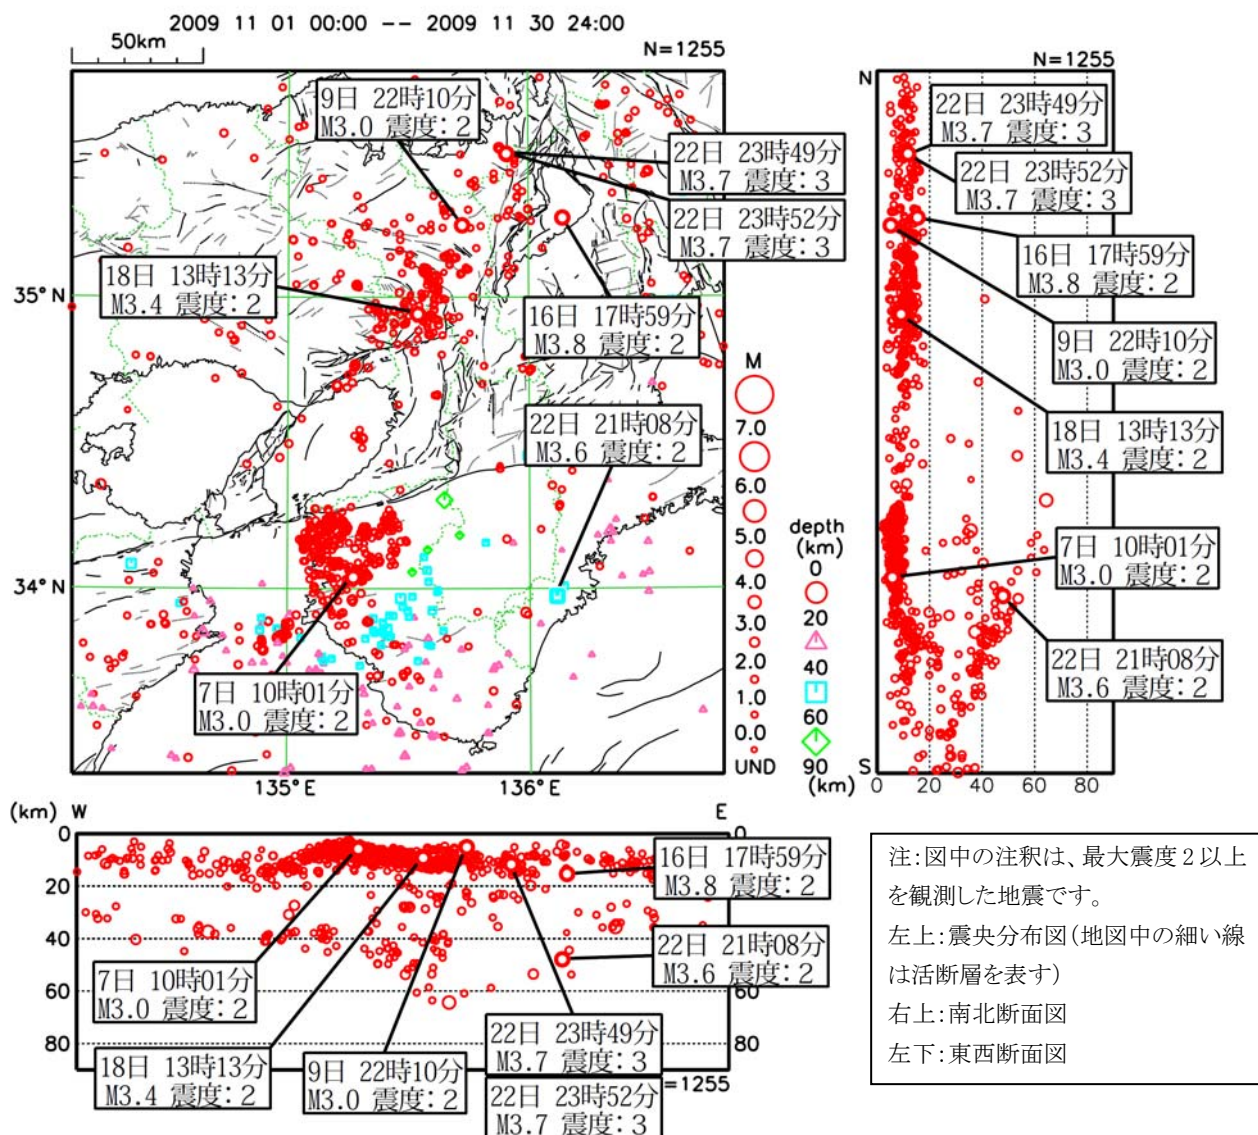 2009 11 01 00:00 -- 2009 11 30 24:00
50km
N=1255
9日 22時10分
M3.0 震度:2
22日 23時49分
M3.7 震度:3
22日 23時52分
M3.7 震度:3
18日 13時13分
M3.4 震度:2
16日 17時59分
M3.8 震度:2
22日 21時08分
M3.6 震度:2
7日 10時01分
M3.0 震度:2
35°N
34°N
135°E
136°E
M
7.0
6.0
5.0
4.0
3.0
2.0
1.0
0.0
UND
depth
(km)
0
20
40
60
90
(km)
N=1255
N
22日 23時49分
M3.7 震度:3
22日 23時52分
M3.7 震度:3
16日 17時59分
M3.8 震度:2
9日 22時10分
M3.0 震度:2
18日 13時13分
M3.4 震度:2
7日 10時01分
M3.0 震度:2
22日 21時08分
M3.6 震度:2
S
0 20 40 60 80
(km) W
E
0
20
40
60
80
0
16日 17時59分
M3.8 震度:2
22日 21時08分
M3.6 震度:2
7日 10時01分
M3.0 震度:2
18日 13時13分
M3.4 震度:2
9日 22時10分
M3.0 震度:2
22日 23時49分
M3.7 震度:3
22日 23時52分
M3.7 震度:3
80
=1255
注:図中の注釈は、最大震度2以上
を観測した地震です。
左上:震央分布図(地図中の細い線
は活断層を表す)
右上:南北断面図
左下:東西断面図